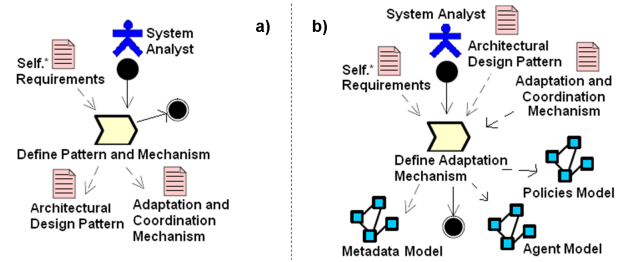 System
Analyst
a)
Self.*
Requirements
Define Pattern and Mechanism
Architectural
Design Pattern
Adaptation and
Coordination
Mechanism
b)
System Analyst
Architectural
Design Pattern
Self.*
Requirements
Adaptation and
Coordination
Mechanism
Define Adaptation
Mechanism
Policies Model
Metadata Model
Agent Model